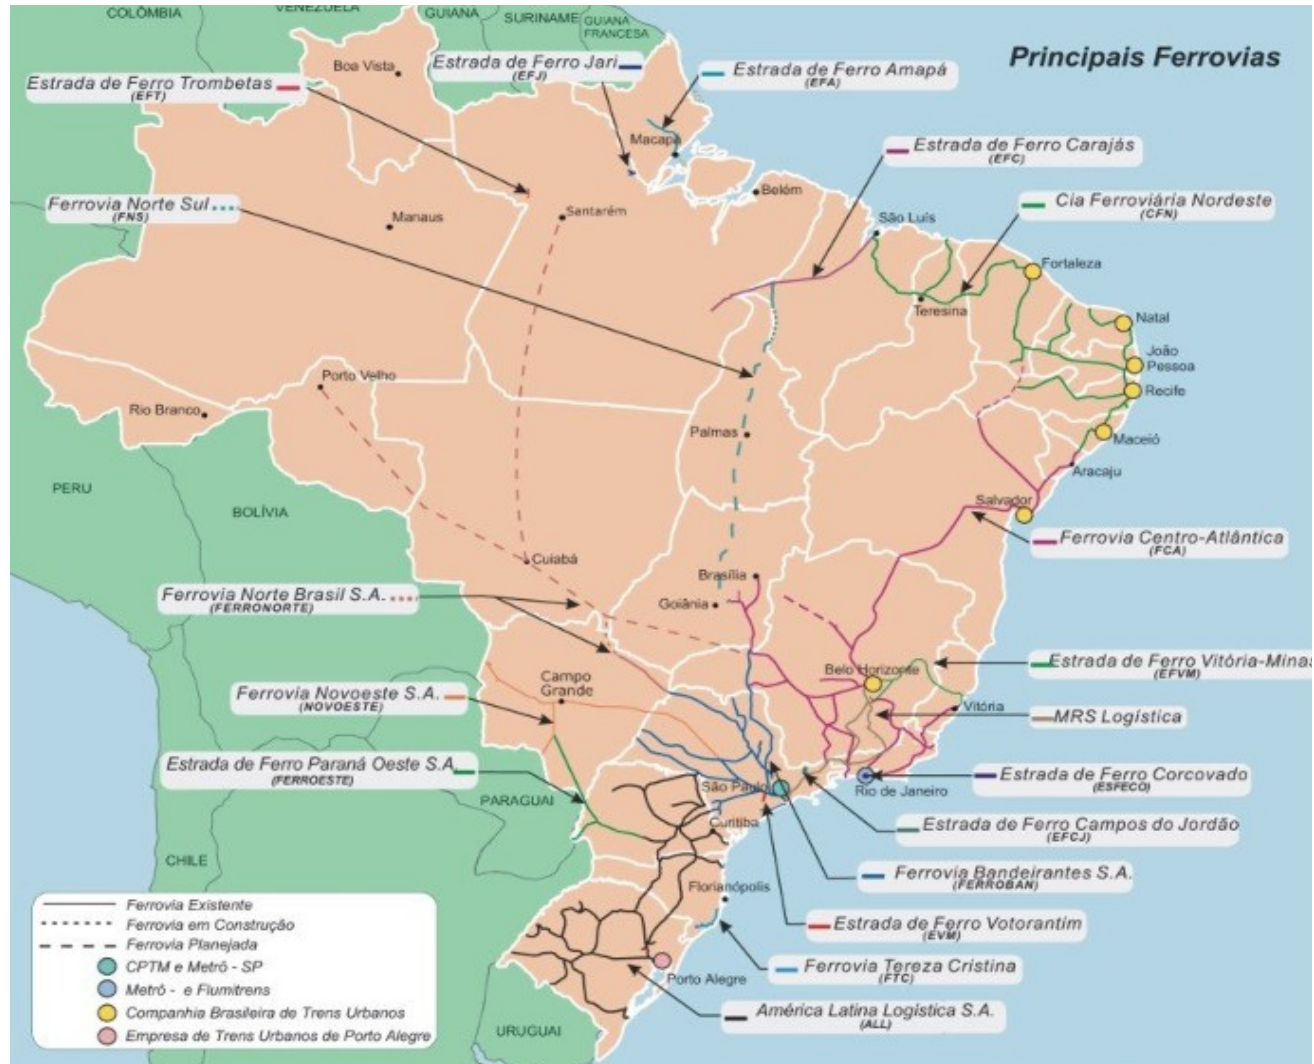 COLÔMBIA
VENEZUELA
GUIANA
SURINAME
GUIANA
FRANCESA
Principais Ferrovias
Boa Vista
Estrada de Ferro Jari
(EFJ)
Estrada de Ferro Amapá
(EFA)
Estrada de Ferro Trombetas
(EFT)
Macapá
Estrada de Ferro Carajás
(EFC)
Belém
Cia Ferroviária Nordeste
(CFN)
Ferrovia Norte Sul
(FNS)
Manaus
Santarém
São Luís
Fortaleza
Teresina
Natal
João
Pessoa
Porto Velho
Recife
Rio Branco
Palmas
Maceió
Aracaju
PERU
BOLÍVIA
Salvador
Ferrovia Centro-Atlântica
(FCA)
Cuiabá
Brasília
Ferrovia Norte Brasil S.A.
(FERRONORTE)
Goiânia
Belo Horizonte
Estrada de Ferro Vitória-Minas
(EFVM)
Campo
Grande
Ferrovia Novoeste S.A.
(NOVOESTE)
Vitória
MRS Logística
Estrada de Ferro Paraná Oeste S.A
(FERROESTE)
Estrada de Ferro Corcovado
(ESFECO)
São Paulo
Rio de Janeiro
PARAGUAI
Curitiba
Estrada de Ferro Campos do Jordão
(EFCJ)
CHILE
Ferrovia Bandeirantes S.A.
(FERROBAN)
Florianópolis
Estrada de Ferro Votorantim
(EVM)
Ferrovia Tereza Cristina
(FTC)
Porto Alegre
América Latina Logística S.A.
(ALL)
URUGUAI
Ferrovia Existente
Ferrovia em Construção
Ferrovia Planejada
CPTM e Metrô - SP
Metrô - e Flumitrens
Companhia Brasileira de Trens Urbanos
Empresa de Trens Urbanos de Porto Alegre